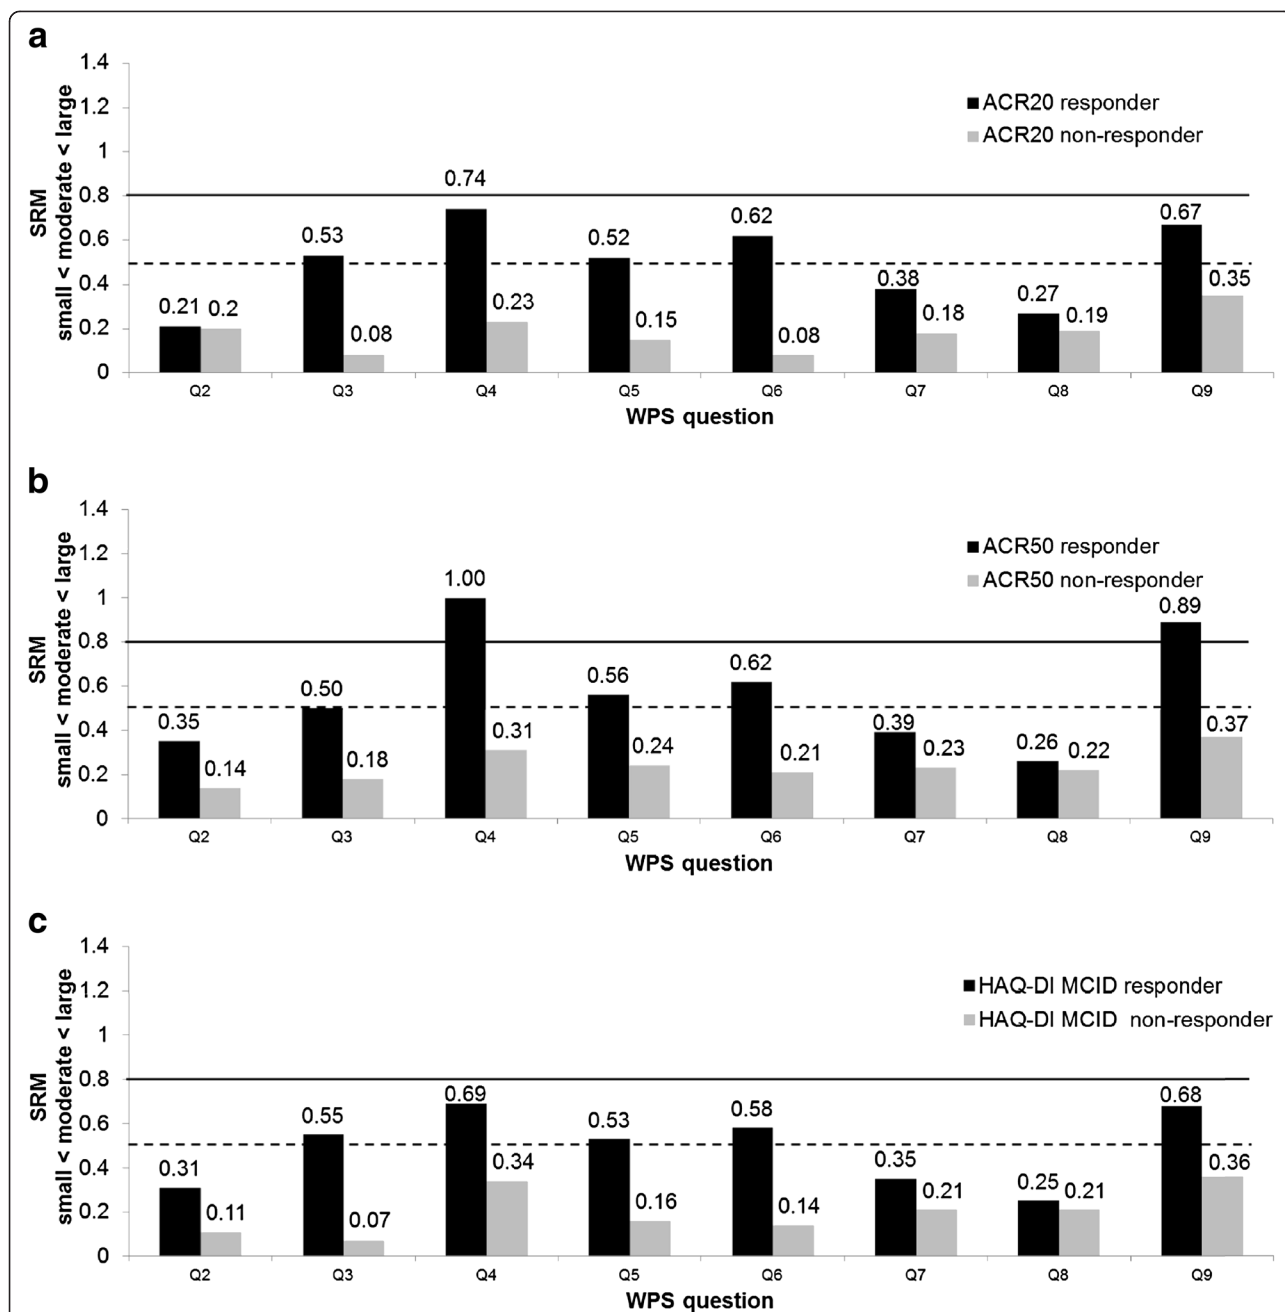 a
1.4
1.2
1
0.8
0.6
0.4
0.2
0
SRM
small < moderate < large
ACR20 responder
ACR20 non-responder
0.21 0.2 0.53 0.08 0.74 0.23 0.52 0.15 0.62 0.08 0.38 0.18 0.27 0.19 0.67 0.35
Q2 Q3 Q4 Q5 Q6 Q7 Q8 Q9
WPS question
b
1.4
1.2
1
0.8
0.6
0.4
0.2
0
SRM
small < moderate < large
ACR50 responder
ACR50 non-responder
0.35 0.14 0.50 0.18 1.00 0.31 0.56 0.24 0.62 0.21 0.39 0.23 0.26 0.22 0.89 0.37
Q2 Q3 Q4 Q5 Q6 Q7 Q8 Q9
WPS question
c
1.4
1.2
1
0.8
0.6
0.4
0.2
0
SRM
small < moderate < large
HAQ-DI MCID responder
HAQ-DI MCID non-responder
0.31 0.11 0.55 0.07 0.69 0.34 0.53 0.16 0.58 0.14 0.35 0.21 0.25 0.21 0.68 0.36
Q2 Q3 Q4 Q5 Q6 Q7 Q8 Q9
WPS question